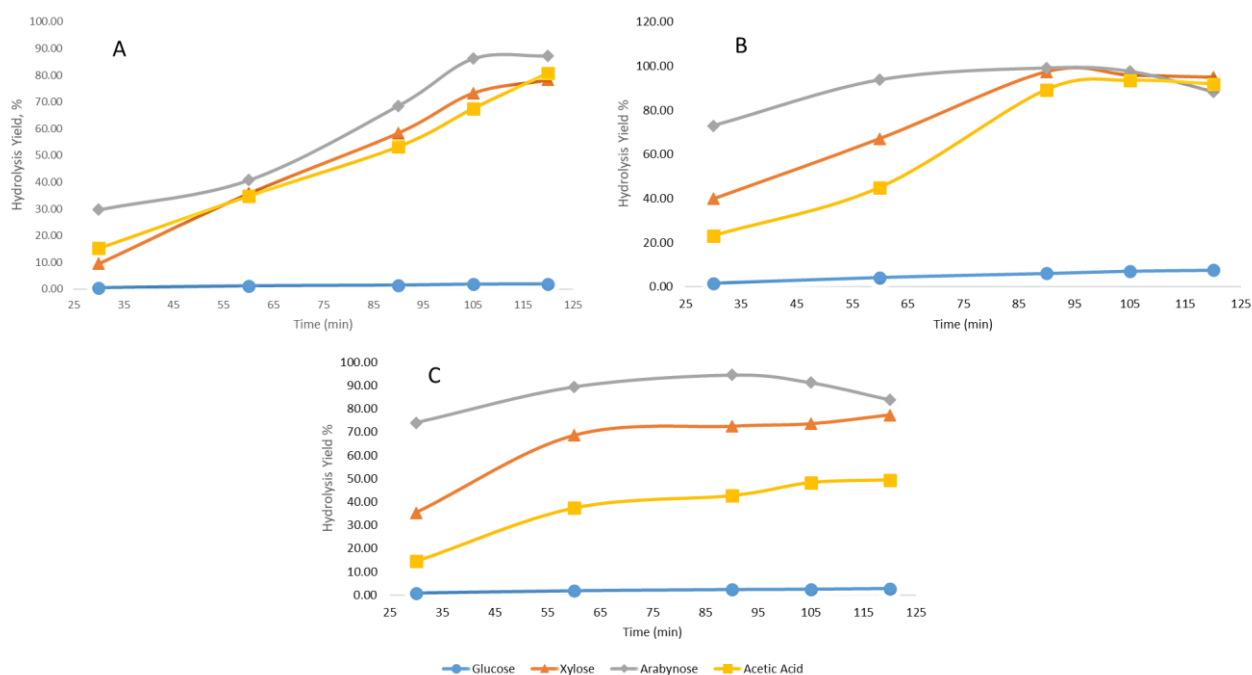 A
Hydrolysis Yield, %
100.00
90.00
80.00
70.00
60.00
50.00
40.00
30.00
20.00
10.00
0.00
25 35 45 55 65 75 85 95 105 115 125
Time (min)
B
Hydrolysis Yield %
120.00
100.00
80.00
60.00
40.00
20.00
0.00
25 35 45 55 65 75 85 95 105 115 125
Time (min)
C
Hydrolysis Yield %
100.00
90.00
80.00
70.00
60.00
50.00
40.00
30.00
20.00
10.00
0.00
25 35 45 55 65 75 85 95 105 115 125
Time (min)
Glucose Xylose Arabynose Acetic Acid